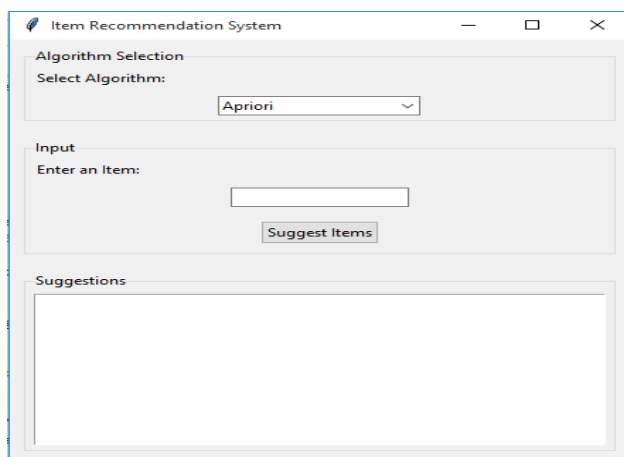 Item Recommendation System
Algorithm Selection
Select Algorithm:
Apriori
Input
Enter an Item:
Suggest Items
Suggestions